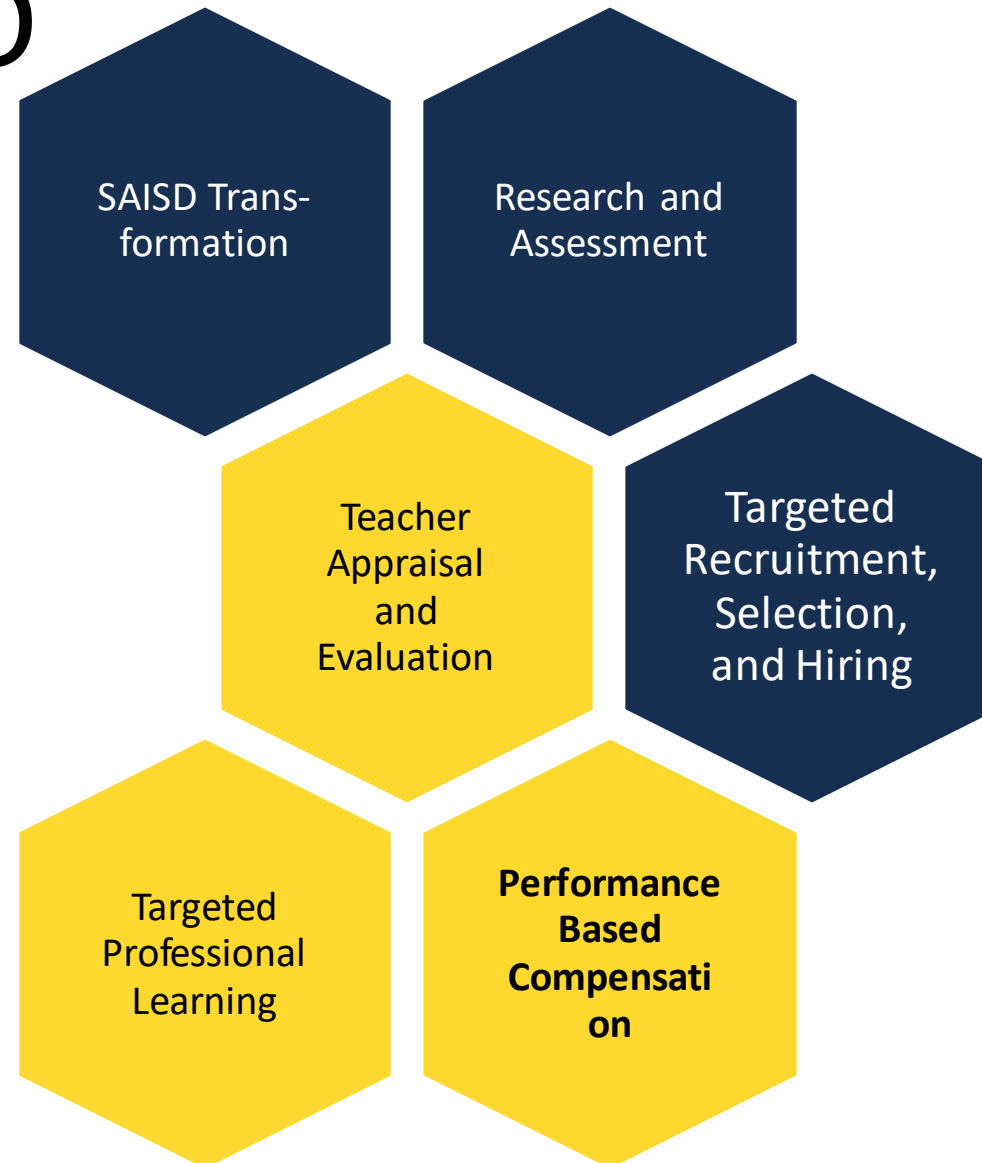 SAISD Trans-
formation
Research and
Assessment
Teacher
Appraisal
and
Evaluation
Targeted
Recruitment,
Selection,
and Hiring
Targeted
Professional
Learning
Performance
Based
Compensati
on